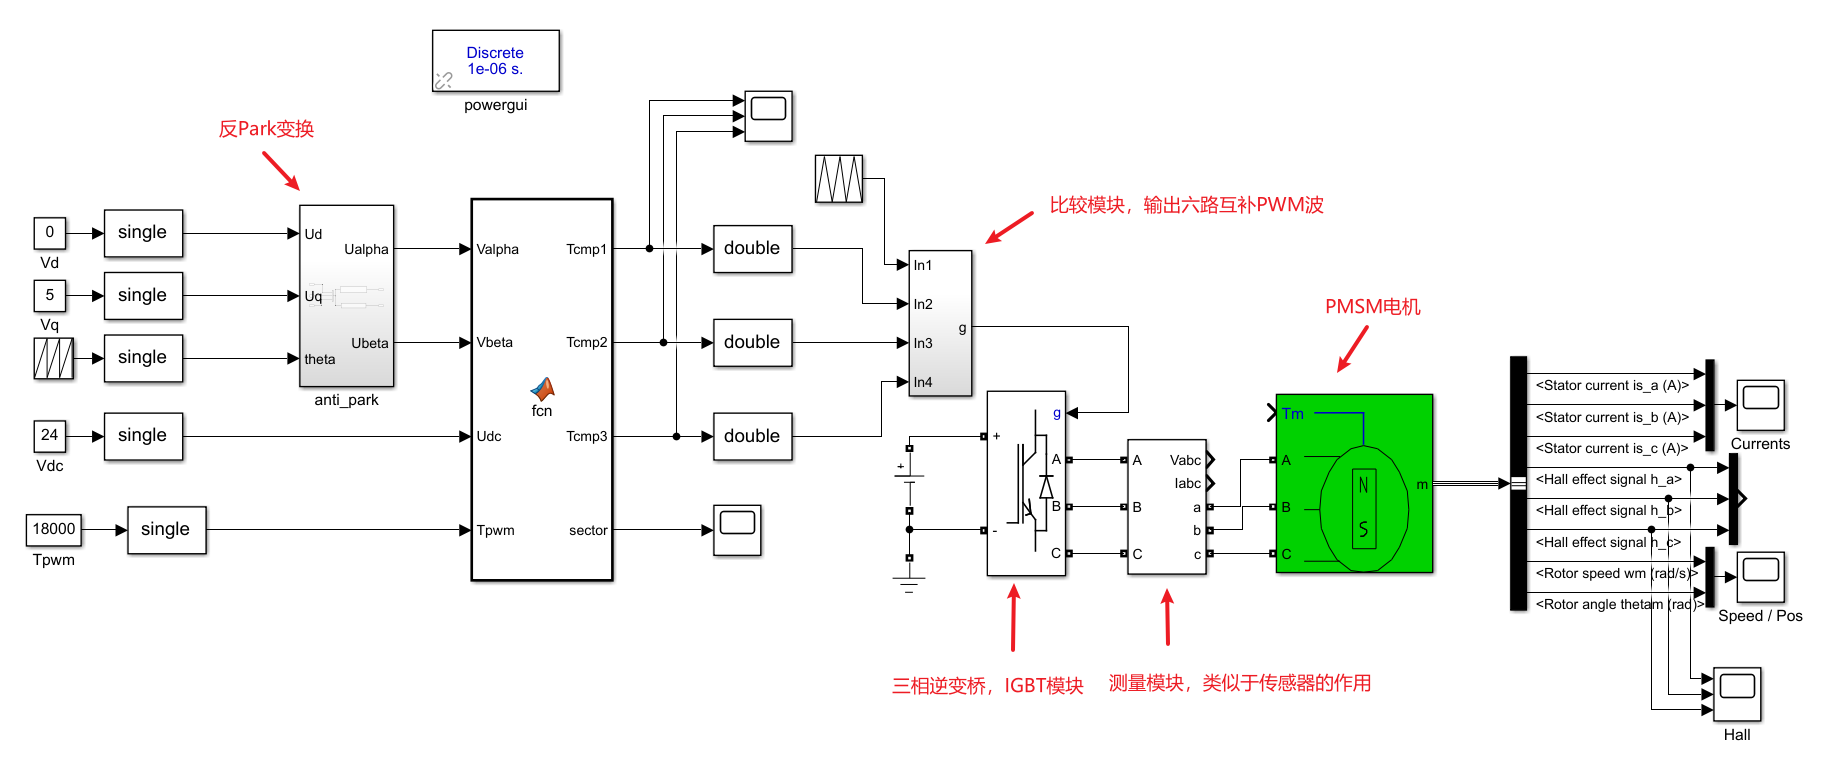 Discrete
1e-06 s.
powergui
反Park变换
0
Vd
single
5
Vq
single
single
24
Vdc
single
18000
Tpwm
single
Ud
Uq
theta
Ualpha
Ubeta
anti_park
Valpha
Vbeta
Udc
Tpwm
fcn
Tcmp1
Tcmp2
Tcmp3
sector
double
double
double
In1
In2
In3
In4
g
比较模块，输出六路互补PWM波
+
+
-
g
A
B
C
三相逆变桥，IGBT模块
A
B
C
Vabc
Iabc
a
b
c
测量模块，类似于传感器的作用
PMSM电机
Tm
A
B
C
N
S
m
<Stator current is_a (A)>
<Stator current is_b (A)>
<Stator current is_c (A)>
<Hall effect signal h_a>
<Hall effect signal h_b>
<Hall effect signal h_c>
<Rotor speed wm (rad/s)>
<Rotor angle thetam (rad)>
Currents
Speed / Pos
Hall